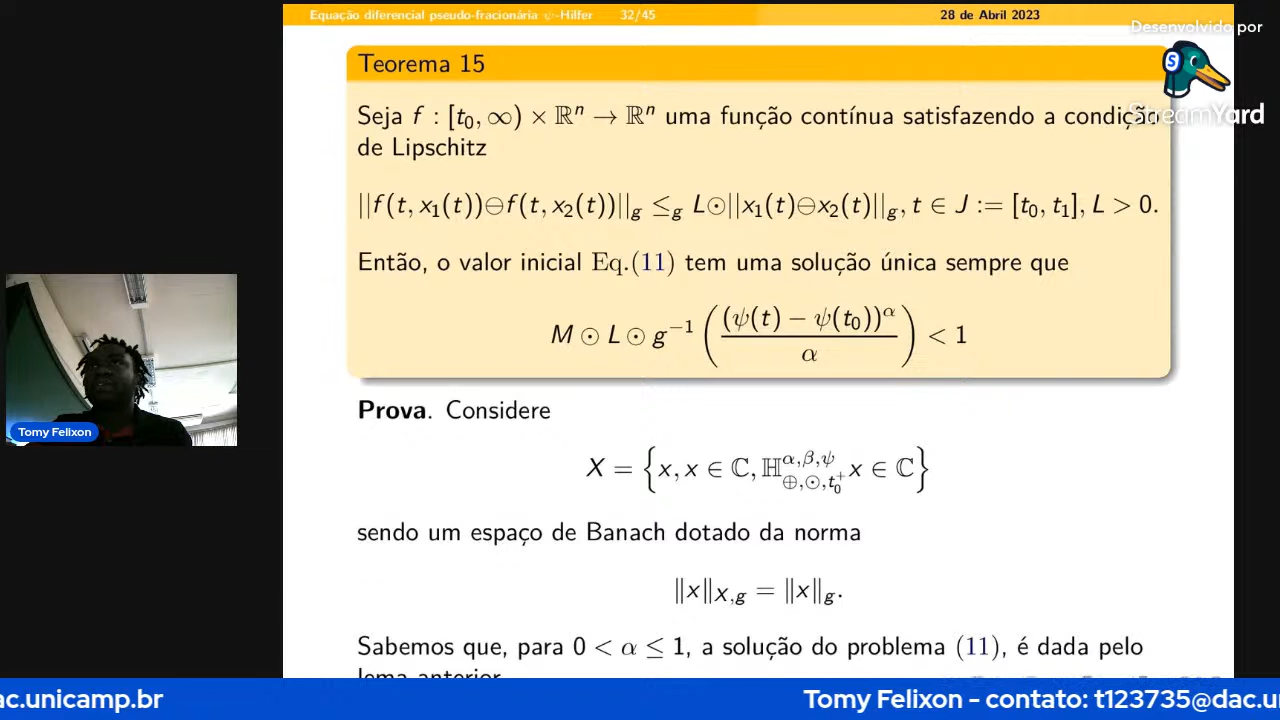 Equação diferencial pseudo-fracionária ψ-Hilfer 32/45 28 de Abril 2023
Desenvolvido por
StreamYard
Teorema 15
Seja f : [t₀, ∞) × ℝⁿ → ℝⁿ uma função contínua satisfazendo a condição
de Lipschitz
||f(t, x₁(t))⊖f(t, x₂(t))||_g ≤_g L⊙||x₁(t)⊖x₂(t)||_g, t ∈ J := [t₀, t₁], L > 0.
Então, o valor inicial Eq.(11) tem uma solução única sempre que
M ⊙ L ⊙ g⁻¹ ( (ψ(t) − ψ(t₀))^α / α ) < 1
Prova. Considere
X = {x, x ∈ ℂ, ℍ^{α,β,ψ}_{⊕,⊙,t₀⁺} x ∈ ℂ}
sendo um espaço de Banach dotado da norma
‖x‖_{X,g} = ‖x‖_g.
Sabemos que, para 0 < α ≤ 1, a solução do problema (11), é dada pelo
lema anterior
Tomy Felixon
ac.unicamp.br Tomy Felixon - contato: t123735@dac.u